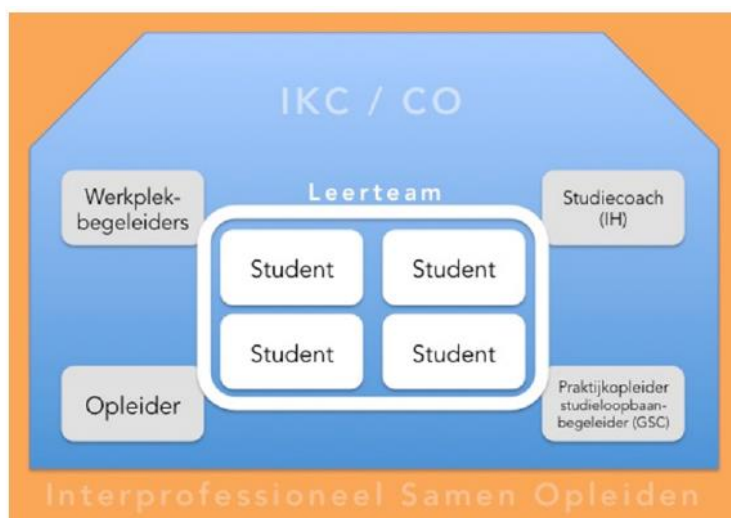 IKC / CO
Werkplek-
begeleiders
Leerteam
Studiecoach
(IH)
Student
Student
Student
Student
Opleider
Praktijkopleider
studieloopbaan-
begeleider (GSC)
Interprofessioneel Samen Opleiden